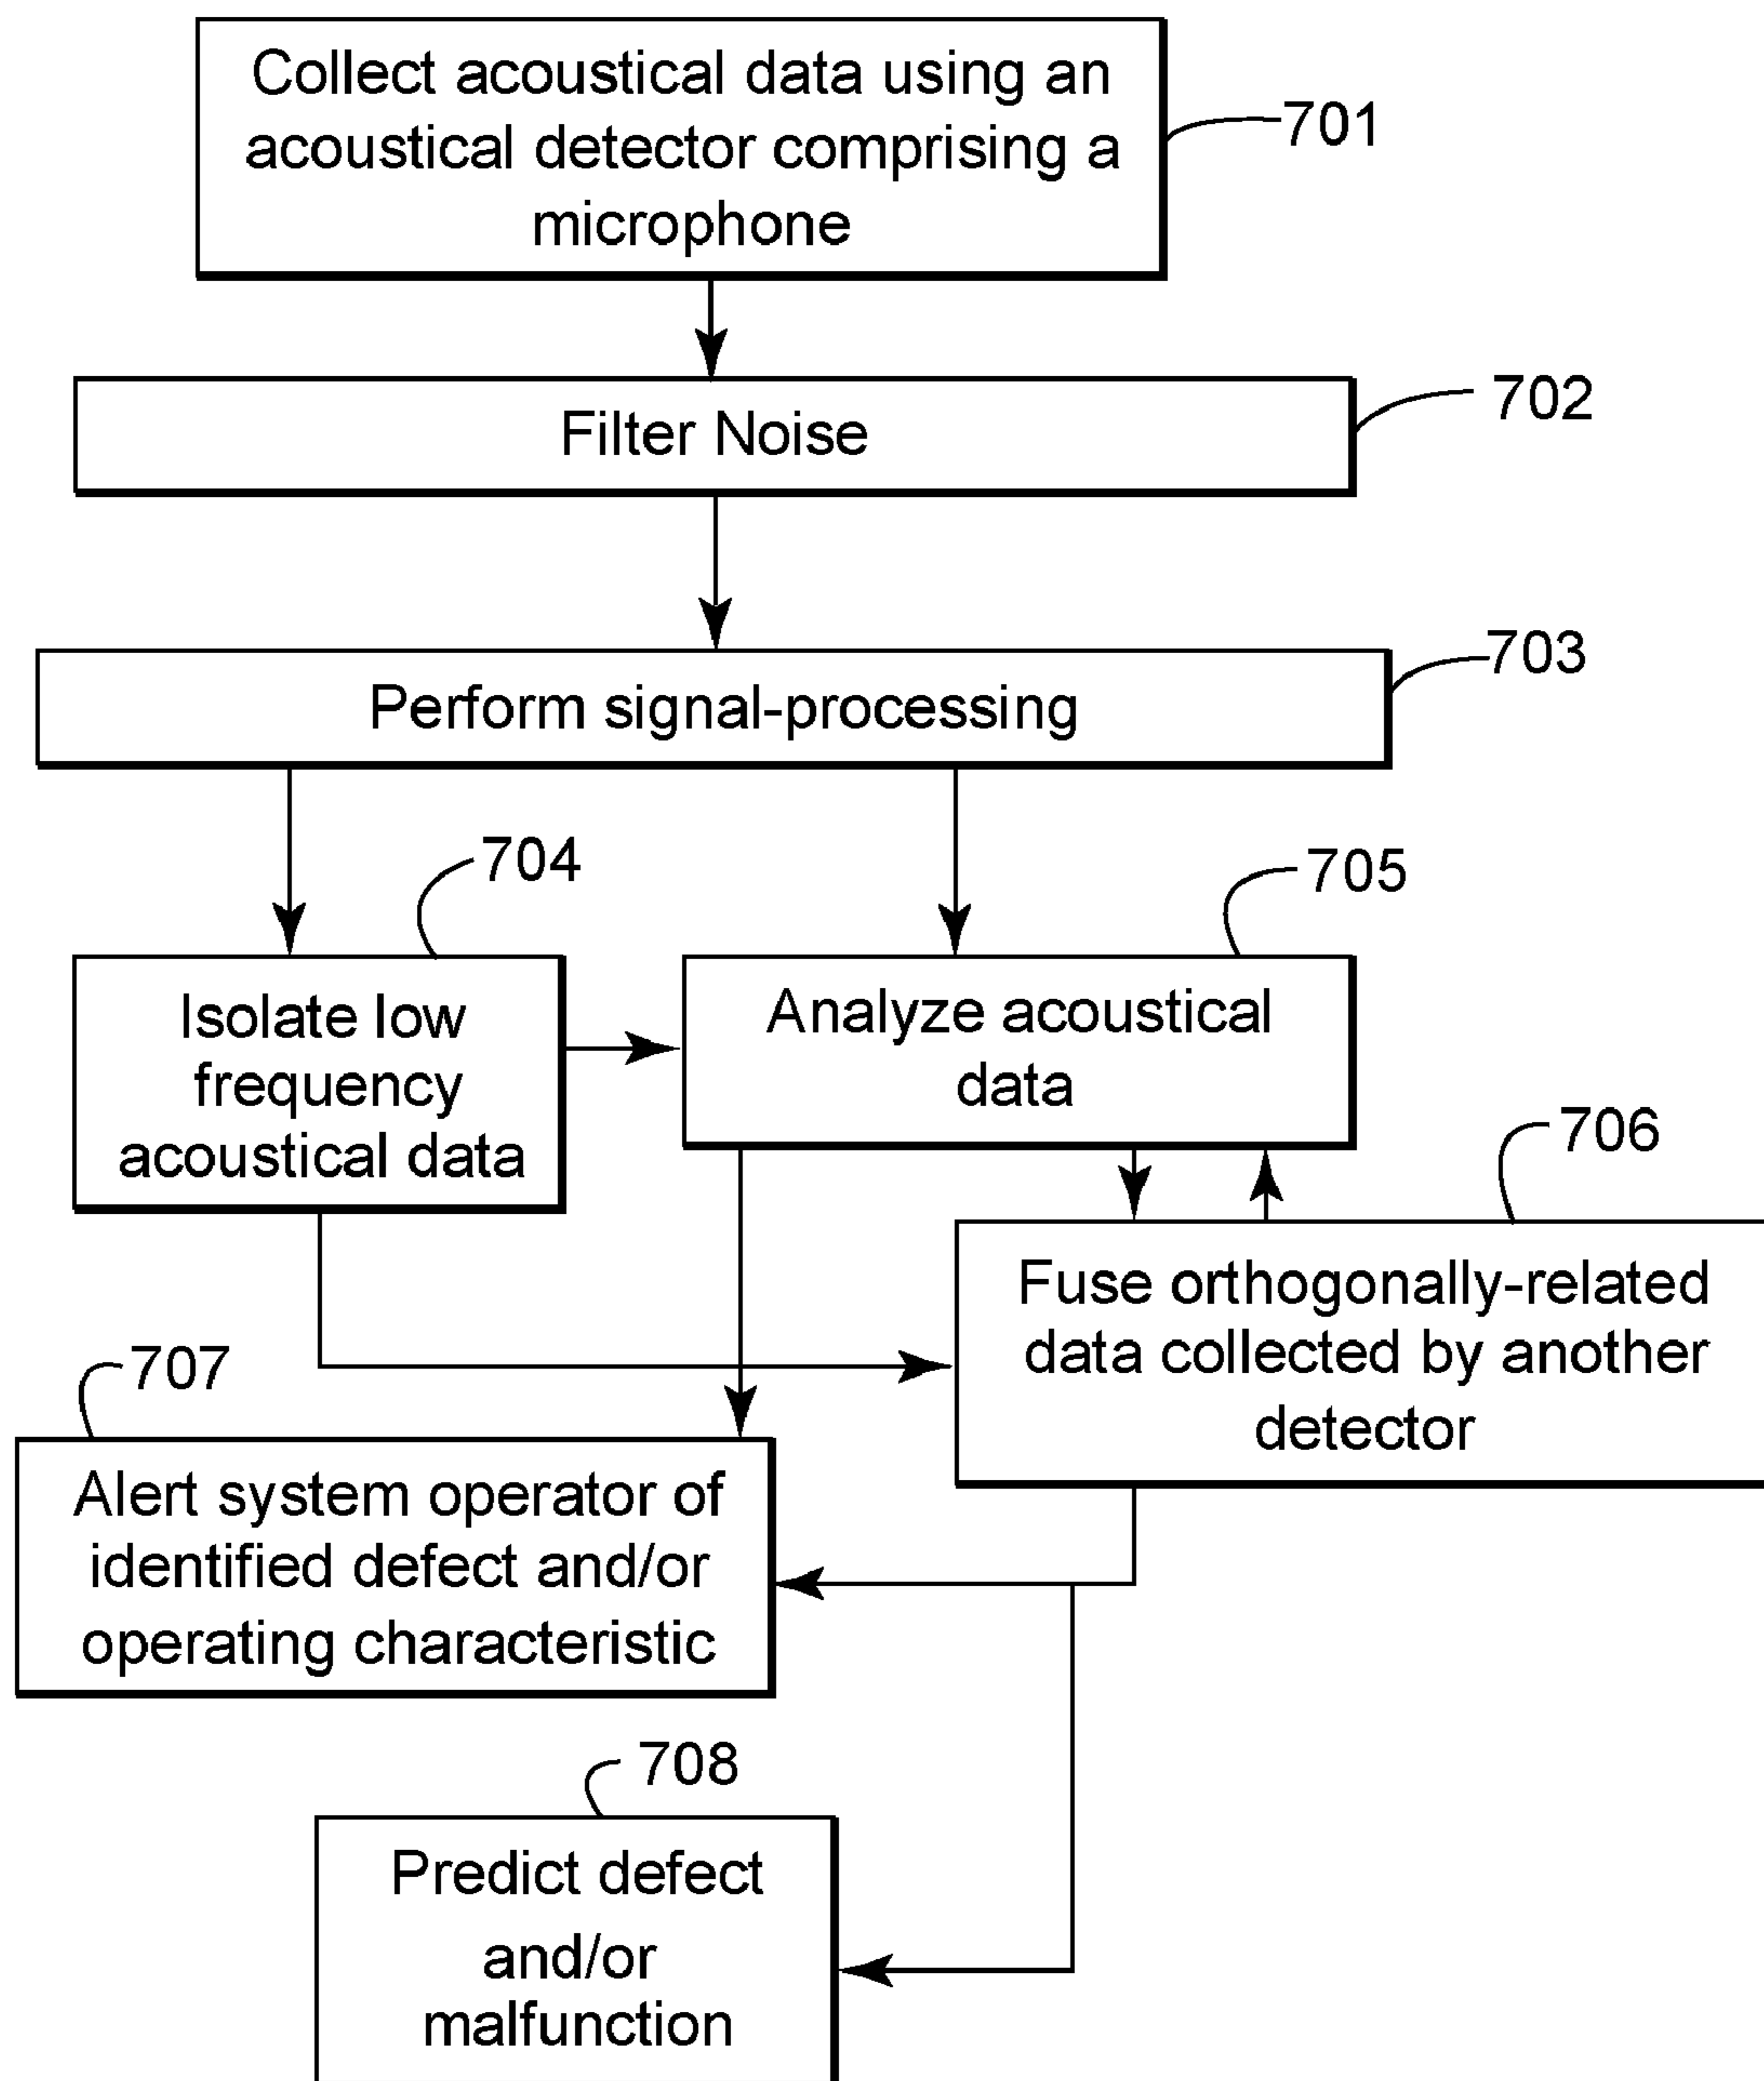 Collect acoustical data using an
acoustical detector comprising a
microphone
701
Filter Noise
702
Perform signal-processing
703
704
Isolate low
frequency
acoustical data
705
Analyze acoustical
data
706
Fuse orthogonally-related
data collected by another
detector
707
Alert system operator of
identified defect and/or
operating characteristic
708
Predict defect
and/or
malfunction